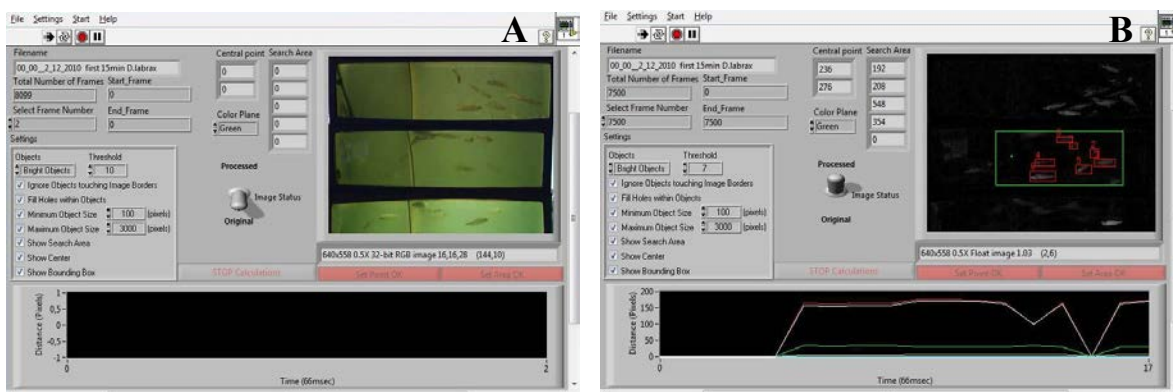 File Settings Start Help
A
Filename
00_00__2_12_2010 first 15min D.labrax
Total Number of Frames Start_Frame
8099 0
Select Frame Number End_Frame
2 0
Settings
Objects Threshold
Bright Objects 10
Ignore Objects touching Image Borders
Fill Holes within Objects
Minimum Object Size 100 (pixels)
Maximum Object Size 3000 (pixels)
Show Search Area
Show Center
Show Bounding Box
Central point Search Area
0 0
0 0
0
0
0
Color Plane
Green
Processed
Image Status
Original
STOP Calculations
640x558 0.5X 32-bit RGB image 16,16,28 (144,10)
Set Point OK Set Area OK
Distance (Pixels)
1
0,5
0
-0,5
-1
0 2
Time (66msec)
File Settings Start Help
B
Filename
00_00__2_12_2010 first 15min D.labrax
Total Number of Frames Start_Frame
7500 0
Select Frame Number End_Frame
7500 7500
Settings
Objects Threshold
Bright Objects 7
Ignore Objects touching Image Borders
Fill Holes within Objects
Minimum Object Size 100 (pixels)
Maximum Object Size 3000 (pixels)
Show Search Area
Show Center
Show Bounding Box
Central point Search Area
236 192
276 208
548
354
0
Color Plane
Green
Processed
Image Status
Original
STOP Calculations
640x558 0.5X Float image 1.03 (2,6)
Set Point OK Set Area OK
Distance (Pixels)
200
150
100
50
0
0 17
Time (66msec)